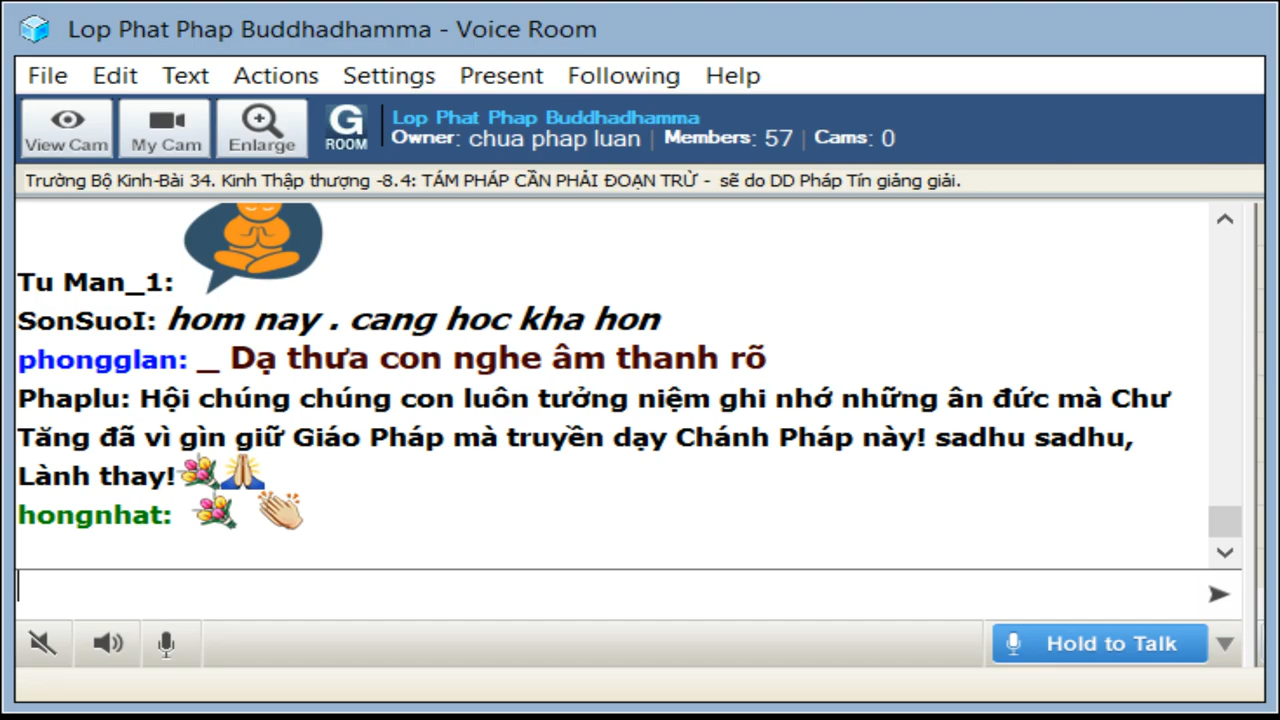 Lop Phat Phap Buddhadhamma - Voice Room
File Edit Text Actions Settings Present Following Help
View Cam My Cam Enlarge G ROOM Lop Phat Phap Buddhadhamma
Owner: chua phap luan | Members: 57 | Cams: 0
Trường Bộ Kinh-Bài 34. Kinh Thập thượng -8.4: TÁM PHÁP CẦN PHẢI ĐOẠN TRỪ - sẽ do DD Pháp Tín giảng giải.
Tu Man_1:
SonSuoI: hom nay . cang hoc kha hon
phongglan: _ Dạ thưa con nghe âm thanh rõ
Phaplu: Hội chúng chúng con luôn tưởng niệm ghi nhớ những ân đức mà Chư
Tăng đã vì gìn giữ Giáo Pháp mà truyền dạy Chánh Pháp này! sadhu sadhu,
Lành thay!
hongnhat:
Hold to Talk